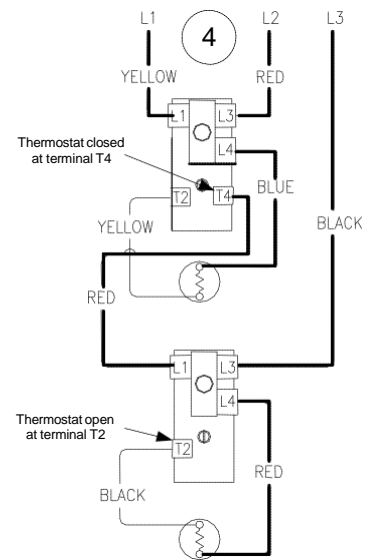 L1
4
L2
L3
YELLOW
RED
L1
L3
Thermostat closed
at terminal T4
L4
T2
T4
BLUE
YELLOW
BLACK
RED
L1
L3
L4
Thermostat open
at terminal T2
T2
RED
BLACK